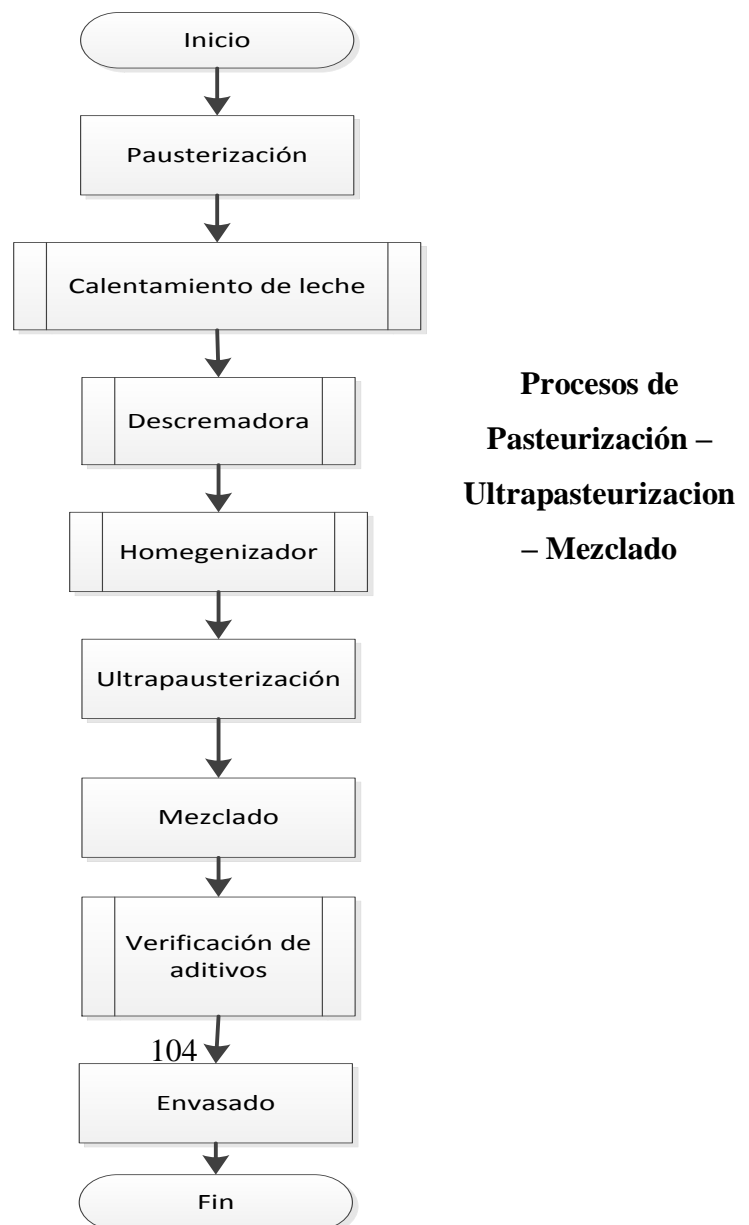 Inicio
Pausterización
Calentamiento de leche
Descremadora
Homegenizador
Ultrapausterización
Mezclado
Verificación de
aditivos
104
Envasado
Fin
Procesos de
Pasteurización –
Ultrapasteurizacion
– Mezclado